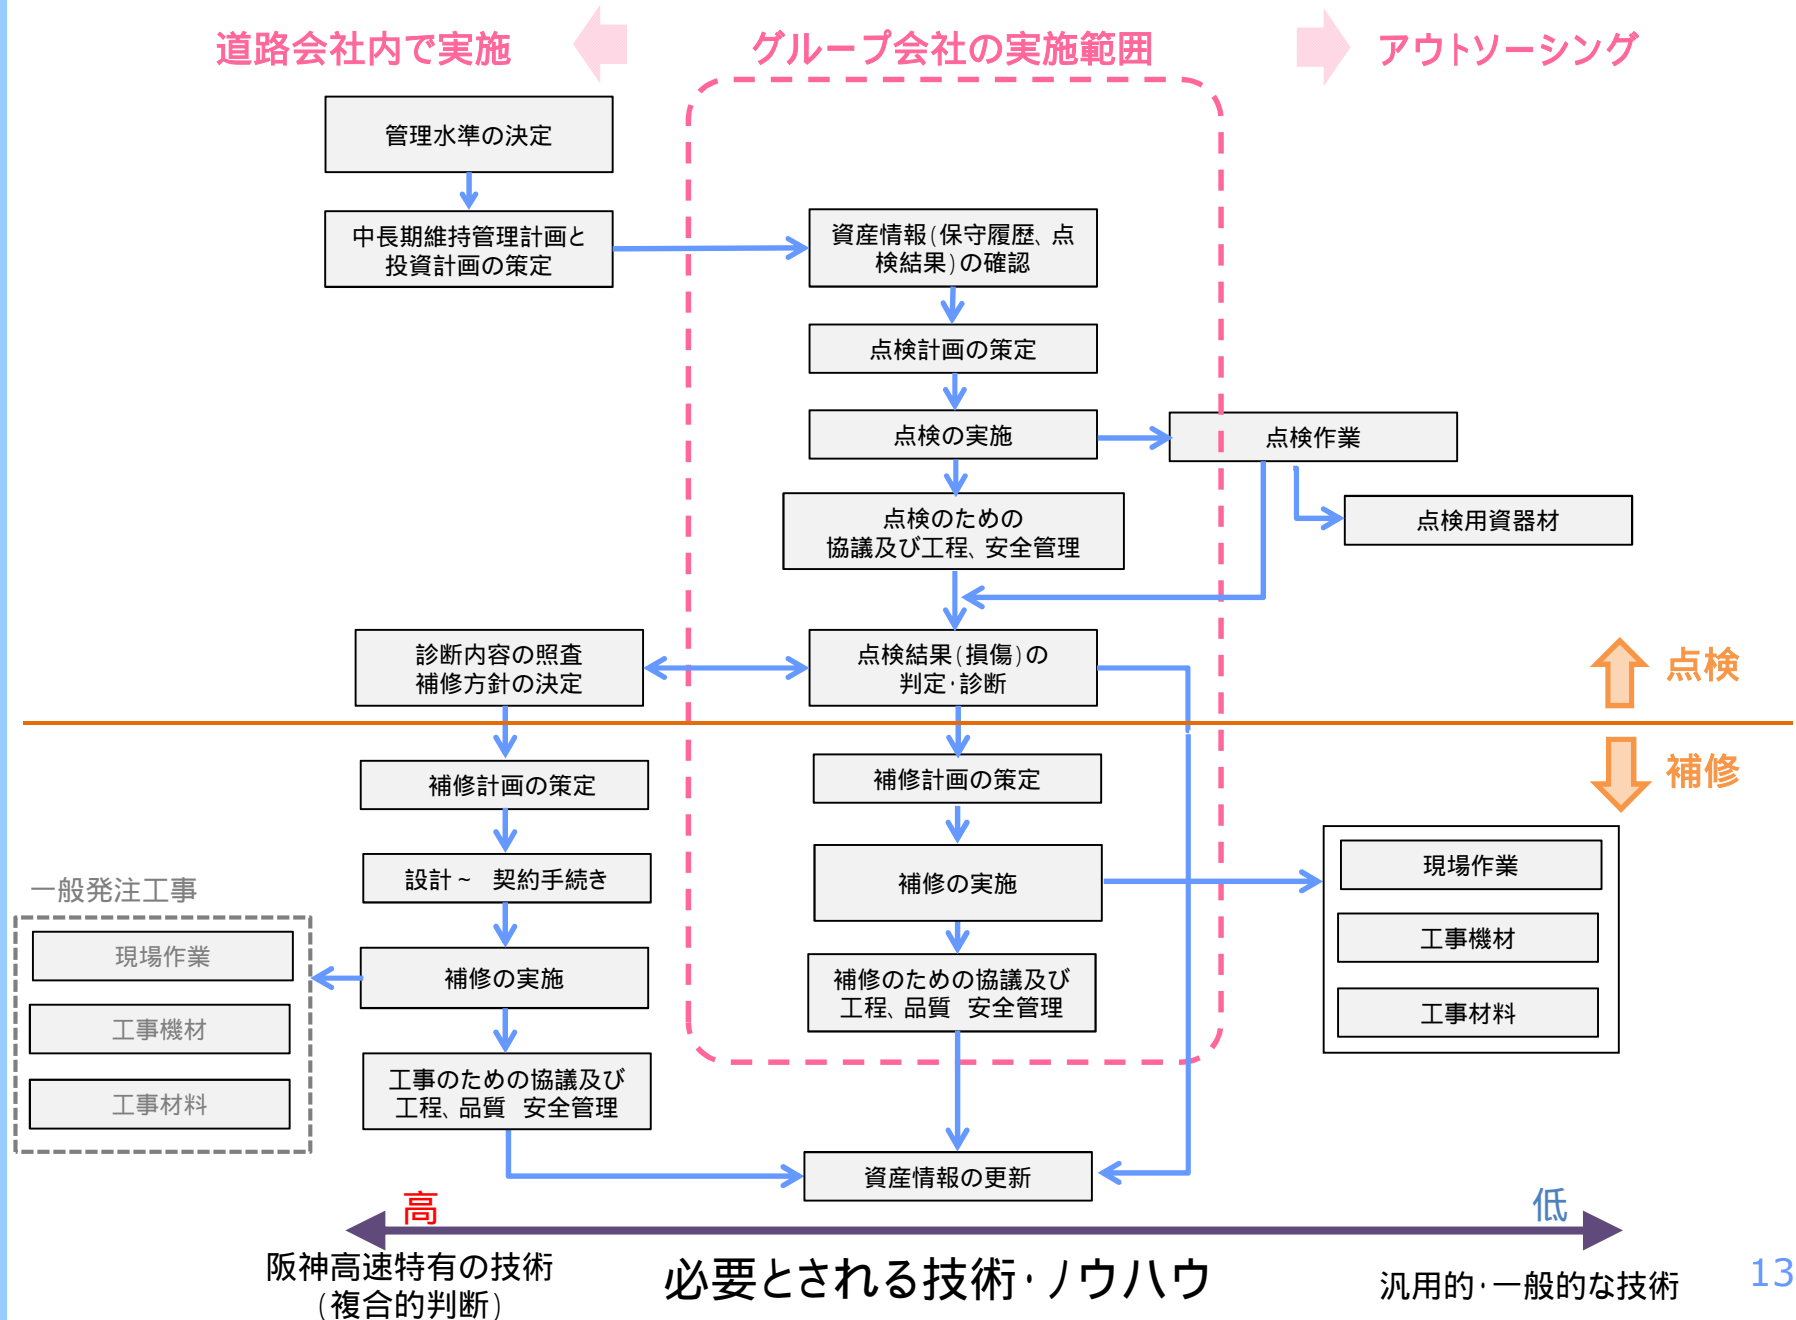 道路会社内で実施
グループ会社の実施範囲
アウトソーシング
管理水準の決定
中長期維持管理計画と
投資計画の策定
資産情報(保守履歴、点
検結果)の確認
点検計画の策定
点検の実施
点検作業
点検用資器材
点検のための
協議及び工程、安全管理
診断内容の照査
補修方針の決定
点検結果(損傷)の
判定・診断
点検
補修
補修計画の策定
補修計画の策定
設計~ 契約手続き
補修の実施
現場作業
工事機材
工事材料
一般発注工事
現場作業
工事機材
工事材料
補修の実施
補修のための協議及び
工程、品質 安全管理
工事のための協議及び
工程、品質 安全管理
資産情報の更新
高
低
阪神高速特有の技術
(複合的判断)
必要とされる技術・ノウハウ
汎用的・一般的な技術
13